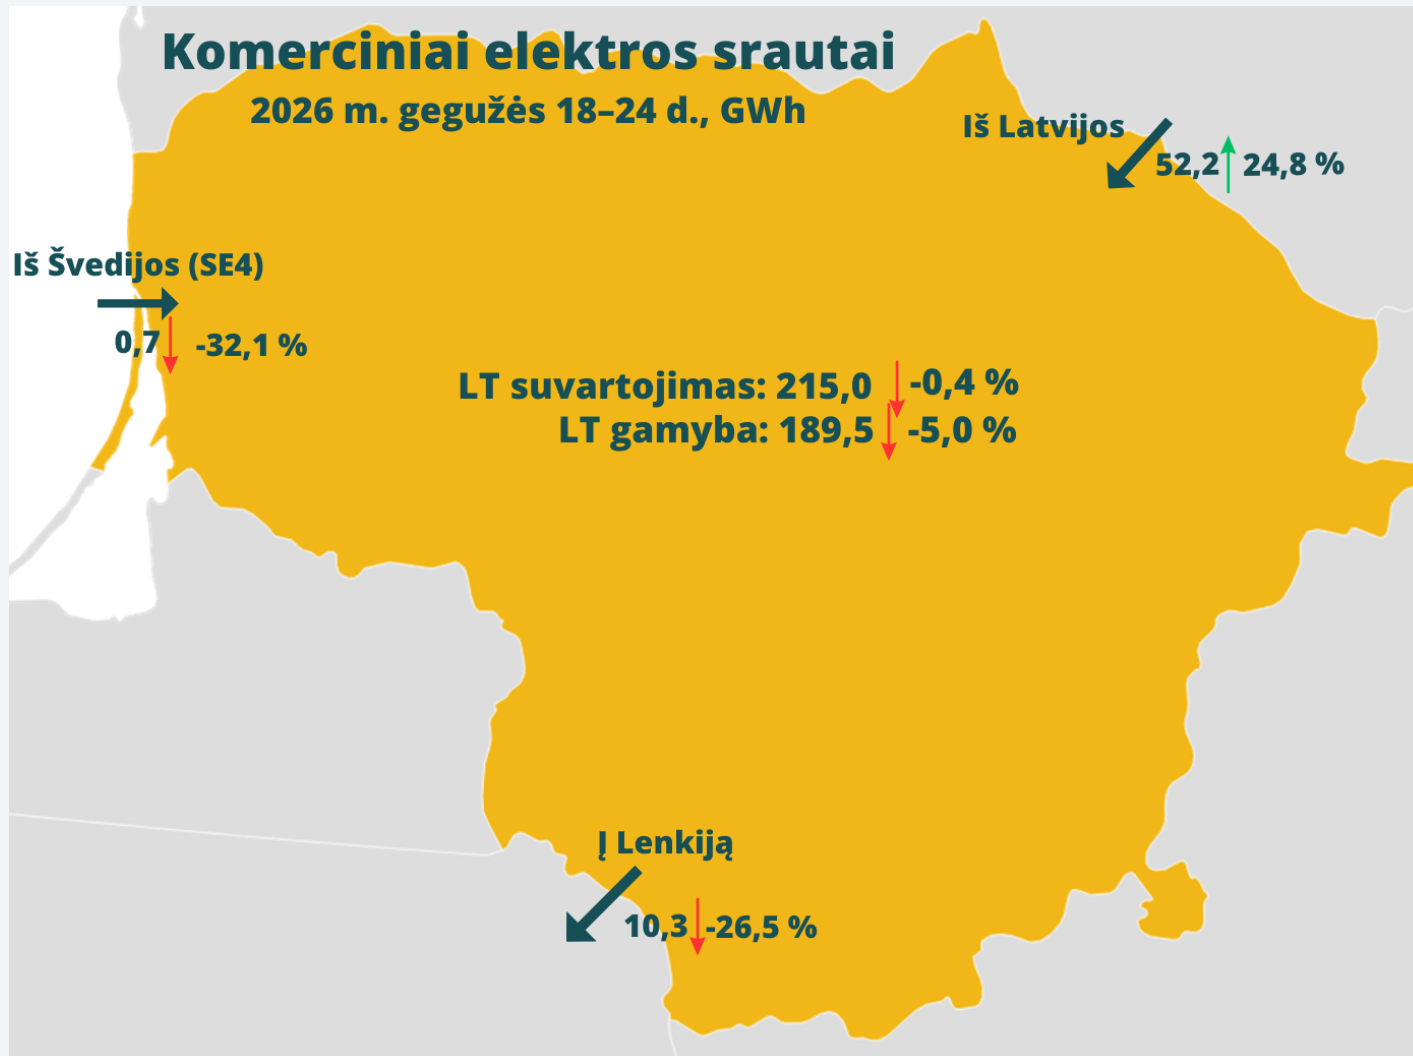 Komerciniai elektros srautai
2026 m. gegužės 18–24 d., GWh
Iš Latvijos
52,2 24,8 %
Iš Švedijos (SE4)
0,7 -32,1 %
LT suvartojimas: 215,0 -0,4 %
LT gamyba: 189,5 -5,0 %
Į Lenkiją
10,3 -26,5 %